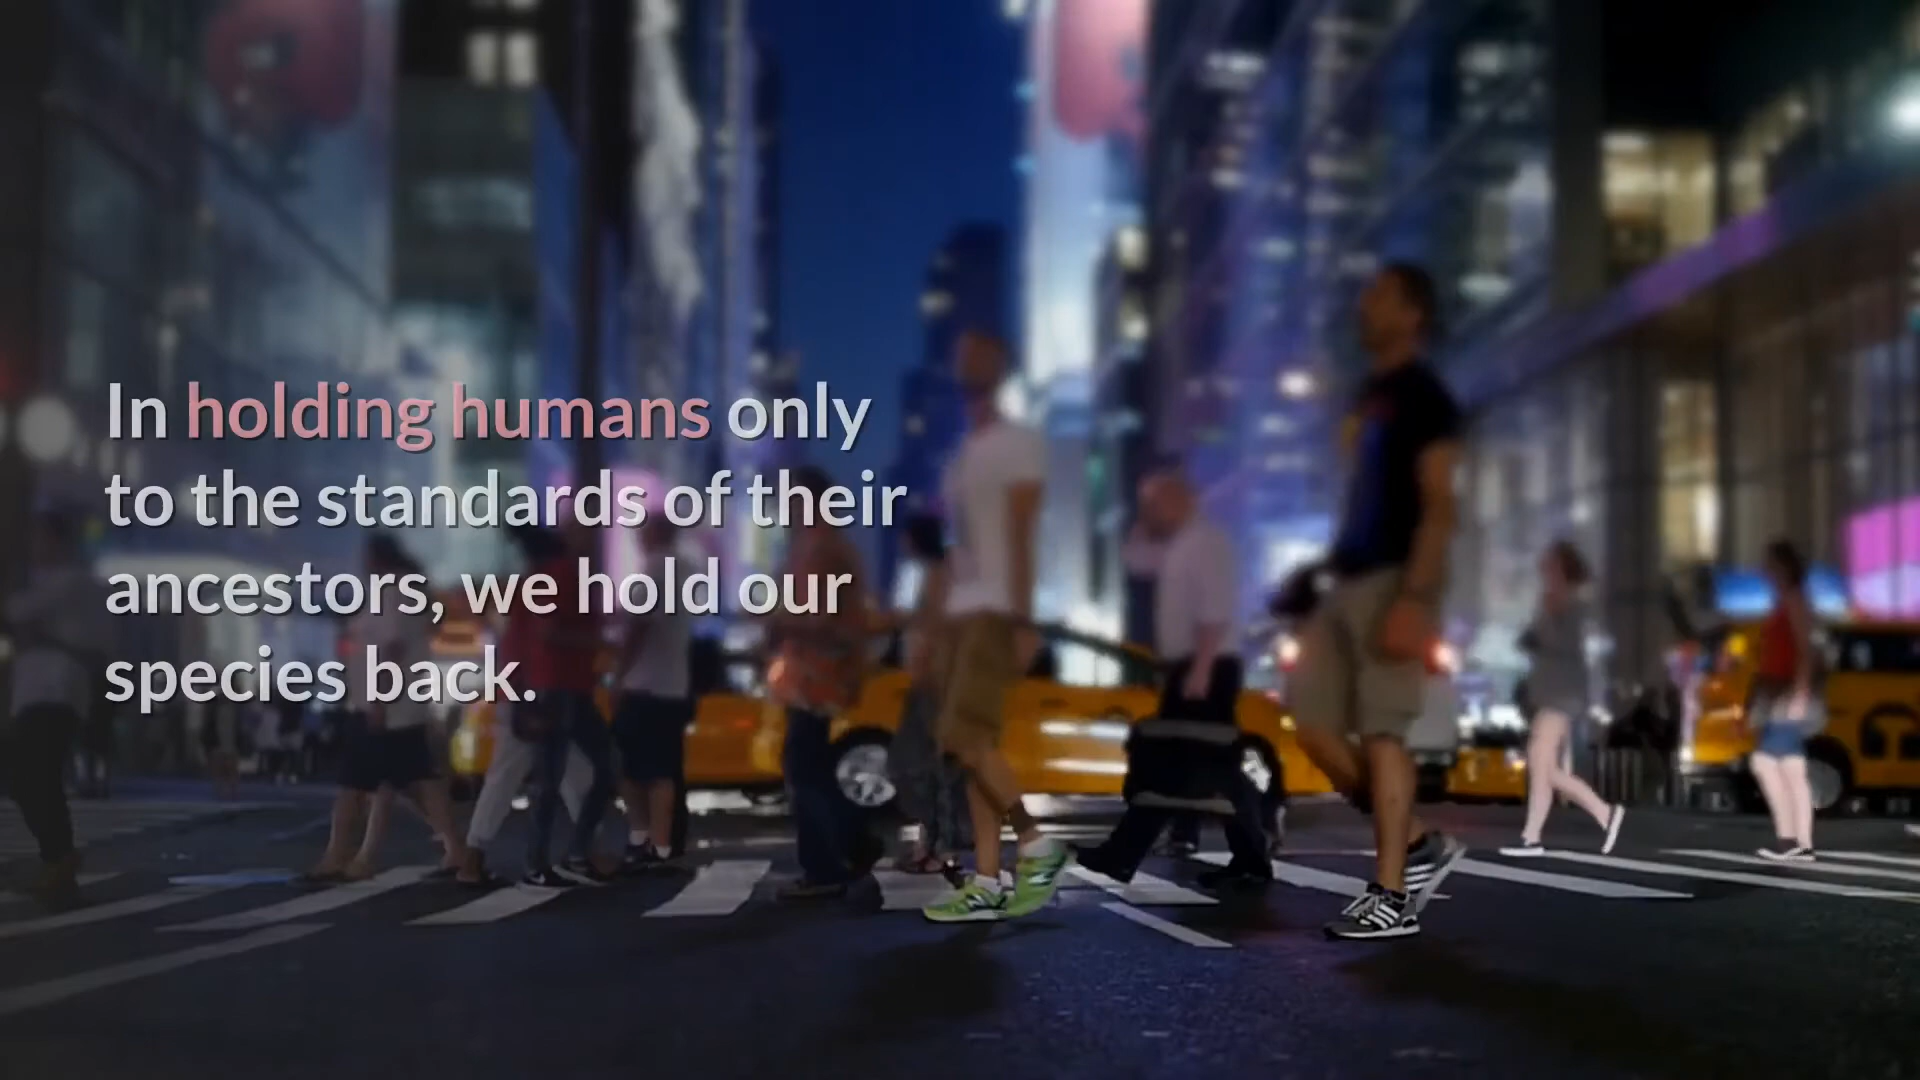 In holding humans only
to the standards of their
ancestors, we hold our
species back.